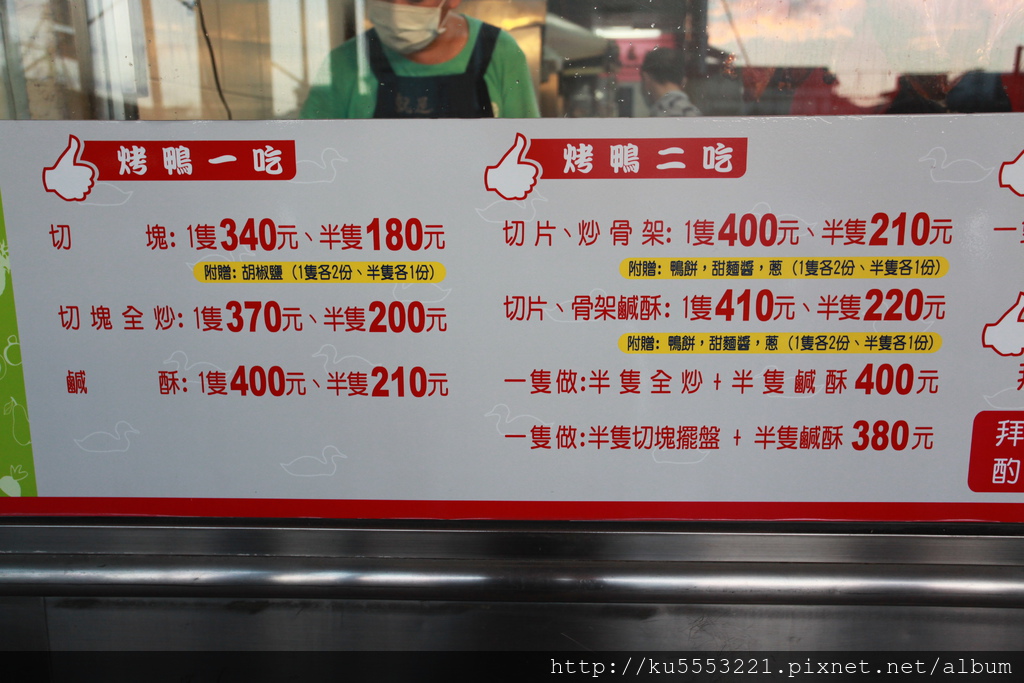 烤鴨一吃
切 塊: 1隻340元、半隻180元
附贈: 胡椒鹽 (1隻各2份、半隻各1份)
切塊全炒: 1隻370元、半隻200元
鹹 酥: 1隻400元、半隻210元
烤鴨二吃
切片、炒骨架: 1隻400元、半隻210元
附贈: 鴨餅，甜麵醬，蔥 (1隻各2份、半隻各1份)
切片、骨架鹹酥: 1隻410元、半隻220元
附贈: 鴨餅，甜麵醬，蔥 (1隻各2份、半隻各1份)
一隻做:半隻全炒+半隻鹹酥400元
一隻做:半隻切塊擺盤 + 半隻鹹酥 380元
一
拜
酌
http://ku5553221.pixnet.net/album